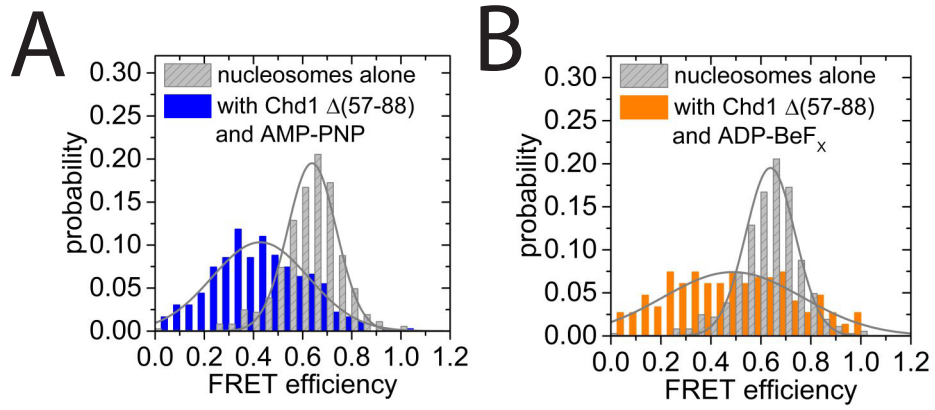 A
nucleosomes alone
with Chd1 Δ(57-88)
and AMP-PNP
probability
0.30
0.25
0.20
0.15
0.10
0.05
0.00
0.0 0.2 0.4 0.6 0.8 1.0 1.2
FRET efficiency
B
nucleosomes alone
with Chd1 Δ(57-88)
and ADP-BeFX
probability
0.30
0.25
0.20
0.15
0.10
0.05
0.00
0.0 0.2 0.4 0.6 0.8 1.0 1.2
FRET efficiency